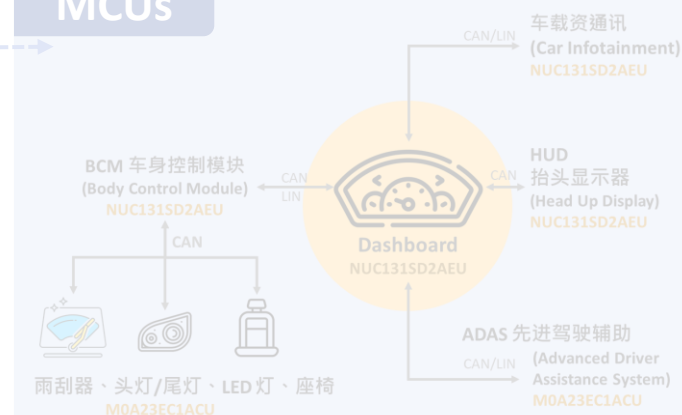 MCUs
CAN/LIN
车载资通讯
(Car Infotainment)
NUC131SD2AEU
BCM 车身控制模块
(Body Control Module)
NUC131SD2AEU
CAN
LIN
CAN
HUD
抬头显示器
(Head Up Display)
NUC131SD2AEU
Dashboard
NUC131SD2AEU
CAN
雨刮器、头灯/尾灯、LED 灯、座椅
M0A23EC1ACU
ADAS 先进驾驶辅助
CAN/LIN
(Advanced Driver
Assistance System)
M0A23EC1ACU